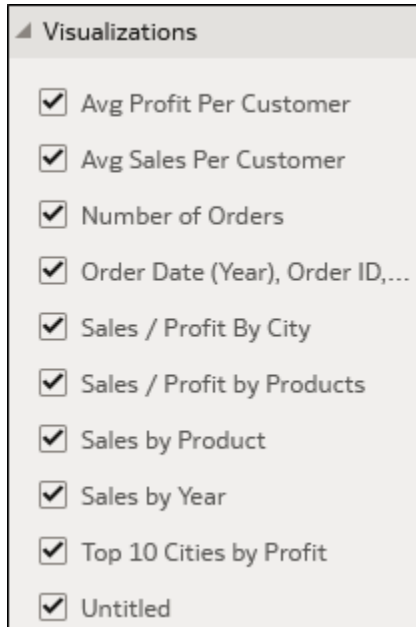 Visualizations
Avg Profit Per Customer
Avg Sales Per Customer
Number of Orders
Order Date (Year), Order ID,...
Sales / Profit By City
Sales / Profit by Products
Sales by Product
Sales by Year
Top 10 Cities by Profit
Untitled